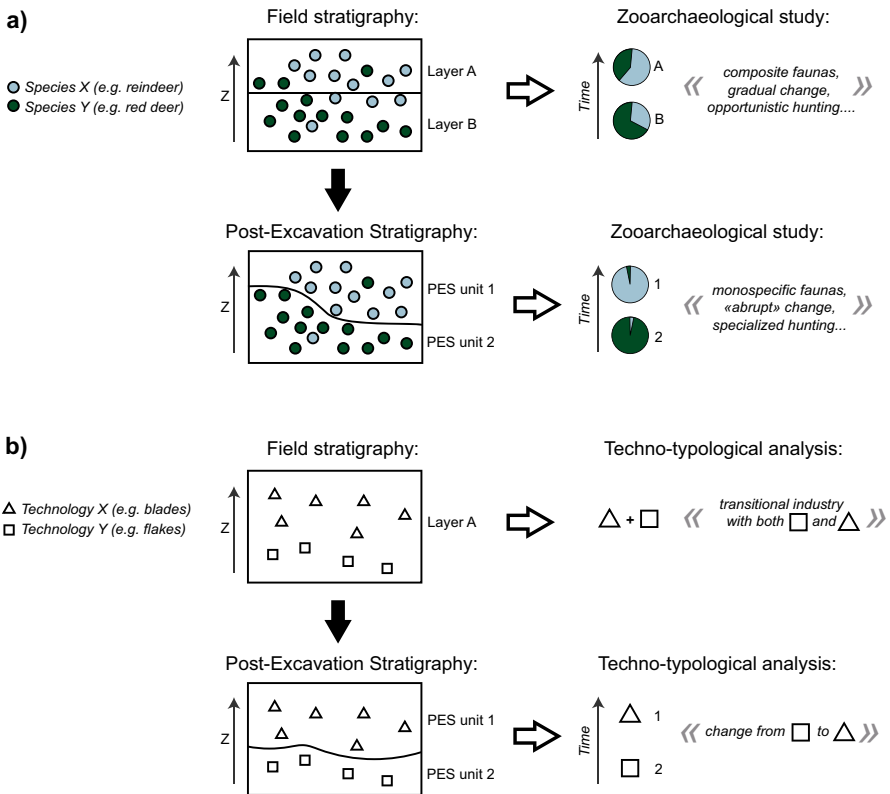 a)
Field stratigraphy:
Zooarchaeological study:
Species X (e.g. reindeer)
Species Y (e.g. red deer)
Z
Layer A
Layer B
Time
A
B
« composite faunas, »
gradual change,
opportunistic hunting....
Post-Excavation Stratigraphy:
Zooarchaeological study:
Z
PES unit 1
PES unit 2
Time
1
2
« monospecific faunas, »
«abrupt» change,
specialized hunting...
b)
Field stratigraphy:
Techno-typological analysis:
Technology X (e.g. blades)
Technology Y (e.g. flakes)
Z
Layer A
+
« transitional industry »
with both and
Post-Excavation Stratigraphy:
Techno-typological analysis:
Z
PES unit 1
PES unit 2
Time
1
2
« change from to »